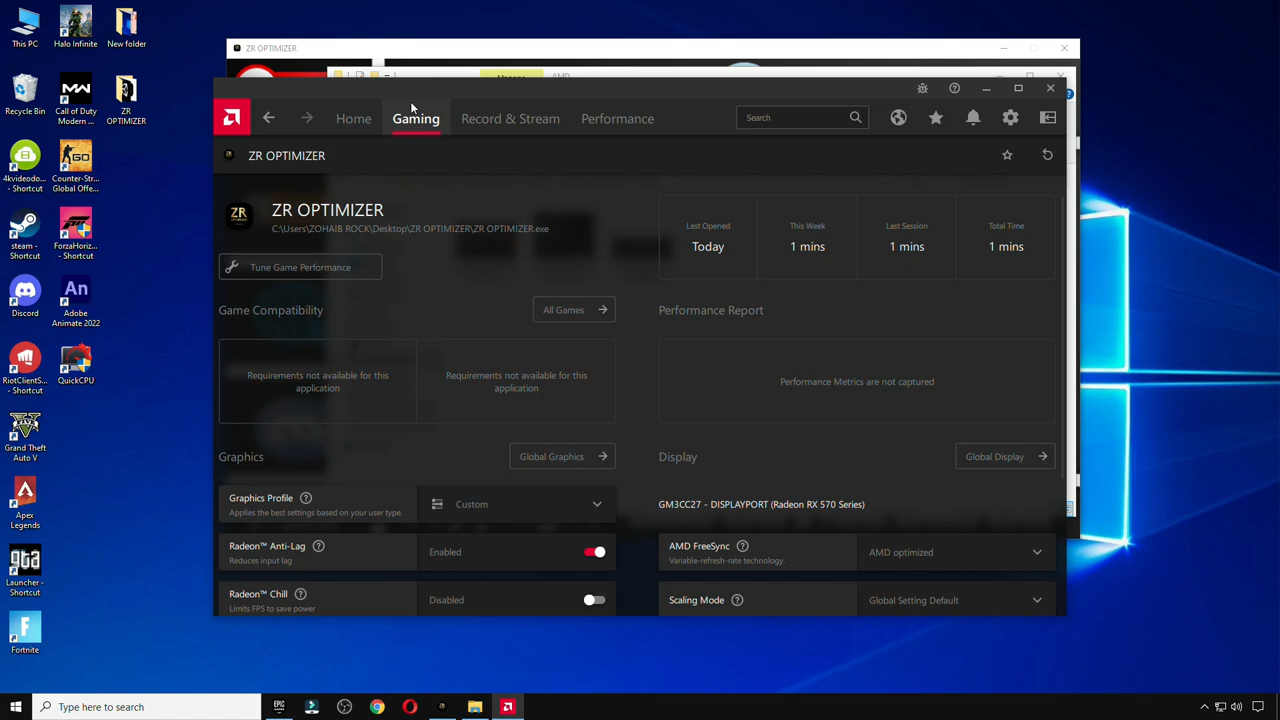 This PC
Halo Infinite
New folder
Recycle Bin
Call of Duty
Modern ...
ZR
OPTIMIZER
4kvideodo...
- Shortcut
Counter-Str...
Global Offe...
steam -
Shortcut
ForzaHoriz...
- Shortcut
Discord
Adobe
Animate 2022
RiotClientS...
- Shortcut
QuickCPU
Grand Theft
Auto V
Apex
Legends
gta
Launcher -
Shortcut
Fortnite
ZR OPTIMIZER
Home
Gaming
Record & Stream
Performance
Search
ZR OPTIMIZER
ZR OPTIMIZER
C:\Users\ZOHAIB ROCK\Desktop\ZR OPTIMIZER\ZR OPTIMIZER.exe
Last Opened
Today
This Week
1 mins
Last Session
1 mins
Total Time
1 mins
Tune Game Performance
Game Compatibility
All Games
Performance Report
Requirements not available for this
application
Requirements not available for this
application
Performance Metrics are not captured
Graphics
Global Graphics
Display
Global Display
Graphics Profile
Applies the best settings based on your user type.
Custom
GM3CC27 - DISPLAYPORT (Radeon RX 570 Series)
Radeon™ Anti-Lag
Reduces input lag
Enabled
AMD FreeSync
Variable-refresh-rate technology.
AMD optimized
Radeon™ Chill
Limits FPS to save power
Disabled
Scaling Mode
Global Setting Default
Type here to search